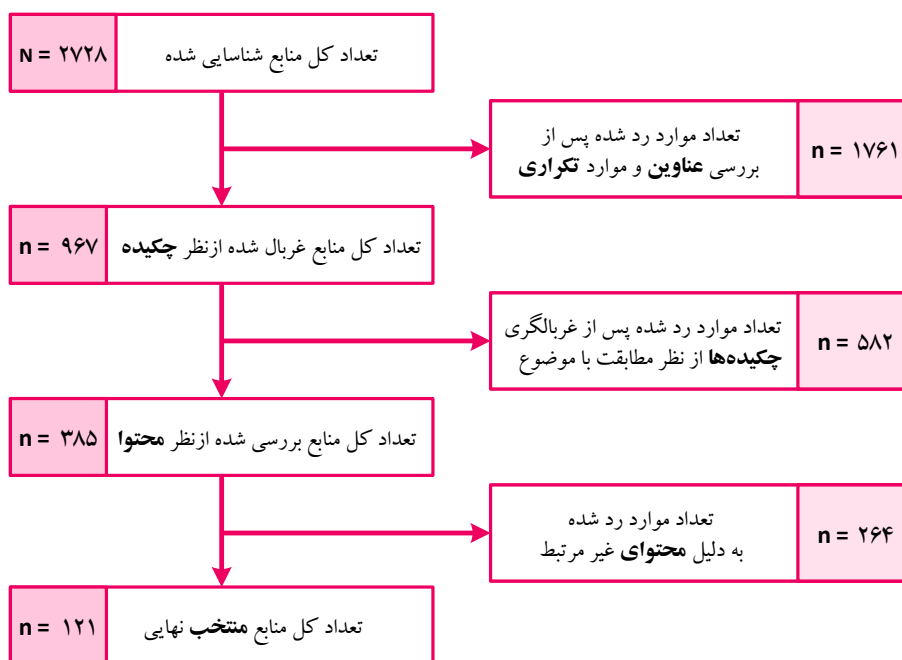 تعداد کل منابع شناسایی شده
N = ۲۷۲۸
n = ۱۷۶۱
تعداد موارد رد شده پس از
بررسی عناوین و موارد تکراری
تعداد کل منابع غربال شده ازنظر چکیده
n = ۹۶۷
n = ۵۸۲
تعداد موارد رد شده پس از غربالگری
چکیده‌ها از نظر مطابقت با موضوع
تعداد کل منابع بررسی شده ازنظر محتوا
n = ۳۸۵
n = ۲۶۴
تعداد موارد رد شده
به دلیل محتوای غیر مرتبط
تعداد کل منابع منتخب نهایی
n = ۱۲۱